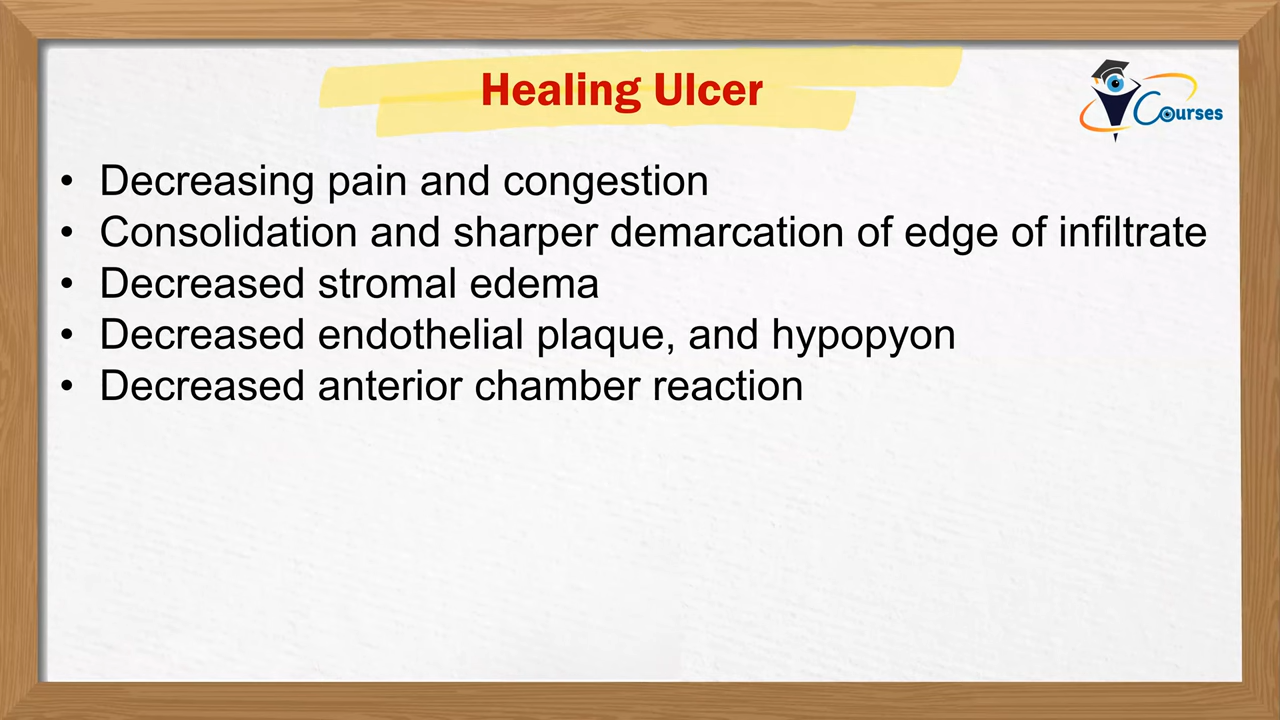 Healing Ulcer
Courses
• Decreasing pain and congestion
• Consolidation and sharper demarcation of edge of infiltrate
• Decreased stromal edema
• Decreased endothelial plaque, and hypopyon
• Decreased anterior chamber reaction